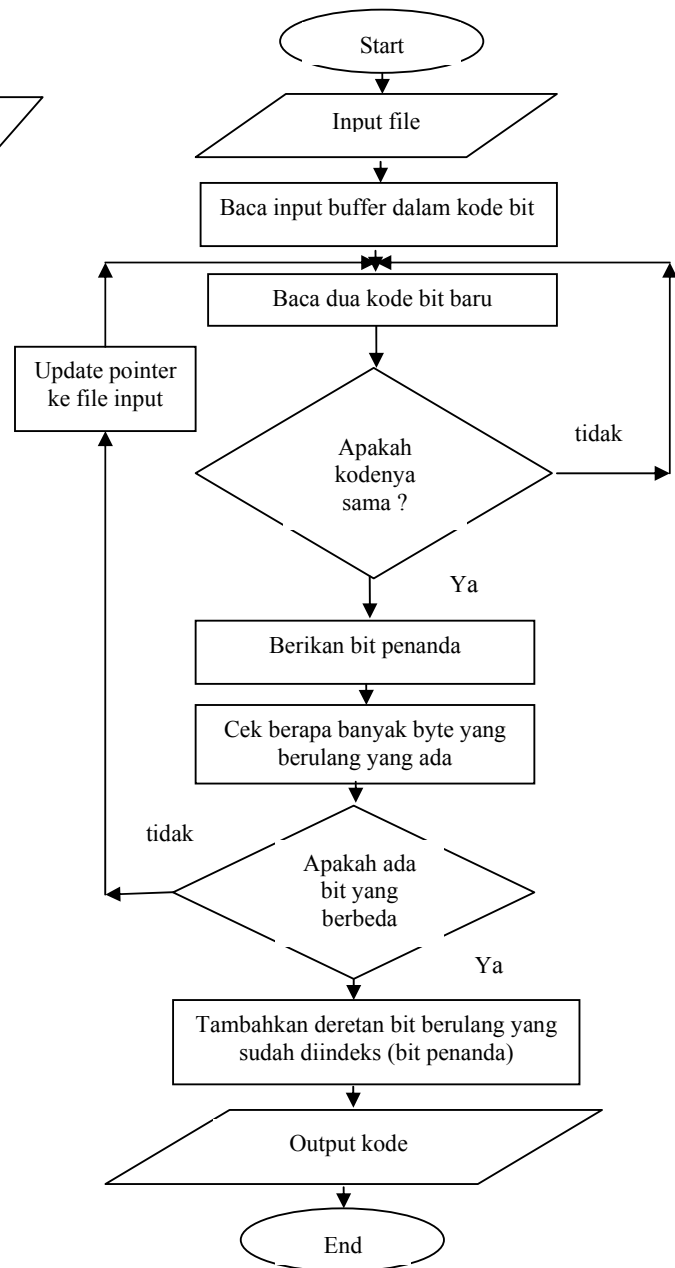 Start
Input file
Baca input buffer dalam kode bit
Baca dua kode bit baru
Update pointer
ke file input
tidak
Apakah
kodenya
sama ?
Ya
Berikan bit penanda
Cek berapa banyak byte yang
berulang yang ada
tidak
Apakah ada
bit yang
berbeda
Ya
Tambahkan deretan bit berulang yang
sudah diindeks (bit penanda)
Output kode
End